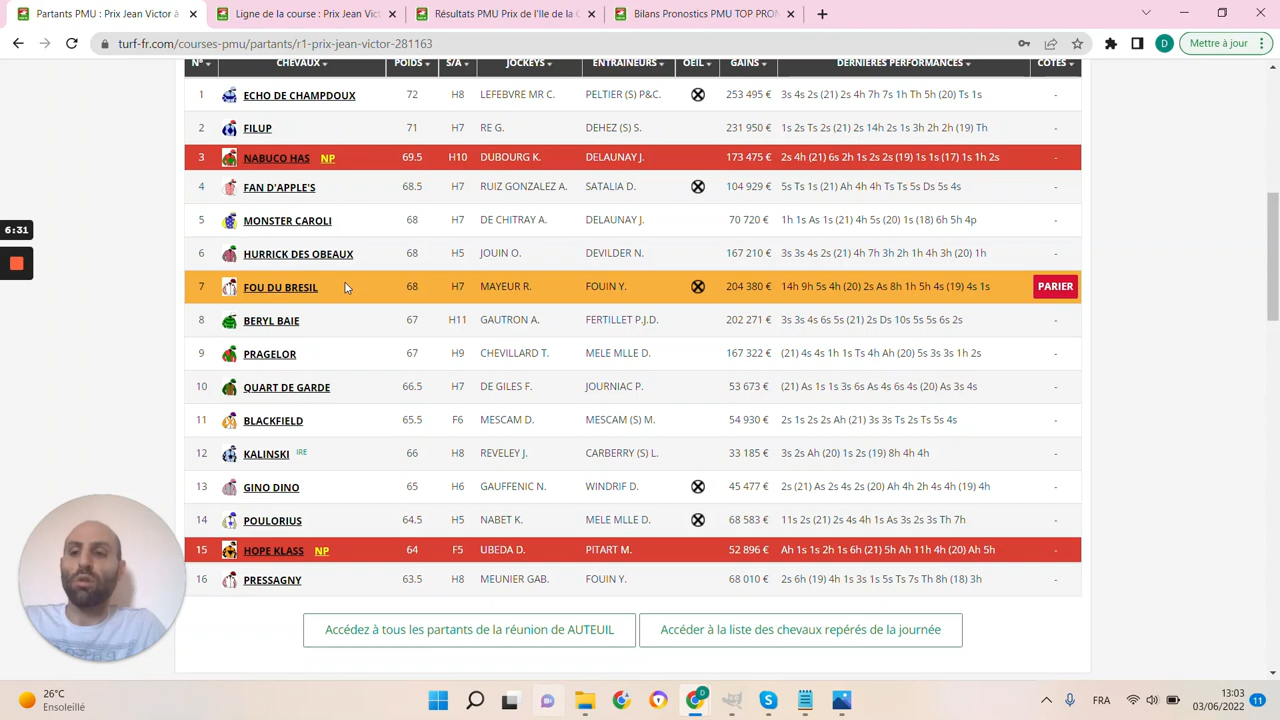 Partants PMU : Prix Jean Victor à
Ligne de la course : Prix Jean Vict
Résultats PMU Prix de l'Ile de la C
Bilans Pronostics PMU TOP PRON
turf-fr.com/courses-pmu/partants/r1-prix-jean-victor-281163
D
Mettre à jour
N° CHEVAUX POIDS S/A JOCKEYS ENTRAINEURS OEIL GAINS DERNIÈRES PERFORMANCES COTES
1 ECHO DE CHAMPDOUX 72 H8 LEFEBVRE MR C. PELTIER (S) P&C. 253 495 € 3s 4s 2s (21) 2s 4h 7h 7s 1h Th 5h (20) Ts 1s -
2 FILUP 71 H7 RE G. DEHEZ (S) S. 231 950 € 1s 2s Ts 2s (21) 2s 14h 2s 1s 3h 2h 2h (19) Th -
3 NABUCO HAS NP 69.5 H10 DUBOURG K. DELAUNAY J. 173 475 € 2s 4h (21) 6s 2h 1s 2s 2s (19) 1s 1s (17) 1s 1h 2s -
4 FAN D'APPLE'S 68.5 H7 RUIZ GONZALEZ A. SATALIA D. 104 929 € 5s Ts 1s (21) Ah 4h 4h Ts Ts 5s Ds 5s 4s -
5 MONSTER CAROLI 68 H7 DE CHITRAY A. DELAUNAY J. 70 720 € 1h 1s As 1s (21) 4h 5s (20) 1s (18) 6h 5h 4p -
6 HURRICK DES OBEAUX 68 H5 JOUIN O. DEVILDER N. 167 210 € 3s 3s 4s 2s (21) 4h 7h 3h 2h 1h 4h 3h (20) 1h -
7 FOU DU BRESIL 68 H7 MAYEUR R. FOUIN Y. 204 380 € 14h 9h 5s 4h (20) 2s As 8h 1h 5h 4s (19) 4s 1s PARIER
8 BERYL BAIE 67 H11 GAUTRON A. FERTILLET P.J.D. 202 271 € 3s 3s 4s 6s 5s (21) 2s Ds 10s 5s 5s 6s 2s -
9 PRAGELOR 67 H9 CHEVILLARD T. MELE MLLE D. 167 322 € (21) 4s 4s 1h 1s Ts 4h Ah (20) 5s 3s 3s 1h 2s -
10 QUART DE GARDE 66.5 H7 DE GILES F. JOURNIAC P. 53 673 € (21) As 1s 1s 3s 6s As 4s 6s 4s (20) As 3s 4s -
11 BLACKFIELD 65.5 F6 MESCAM D. MESCAM (S) M. 54 930 € 2s 1s 2s 2s Ah (21) 3s 3s Ts 2s Ts 5s 4s -
12 KALINSKI IRE 66 H8 REVELEY J. CARBERRY (S) L. 33 185 € 3s 2s Ah (20) 1s 2s (19) 8h 4h 4h -
13 GINO DINO 65 H6 GAUFFENIC N. WINDRIF D. 45 477 € 2s (21) As 2s 4s 2s (20) Ah 4h 2s 4s 4h (19) 4h -
14 POULORIUS 64.5 H5 NABET K. MELE MLLE D. 68 583 € 11s 2s (21) 2s 4s 4h 1s As 3s 2s 3s Th 7h -
15 HOPE KLASS NP 64 F5 UBEDA D. PITART M. 52 896 € Ah 1s 1s 2h 1s 6h (21) 5h Ah 11h 4h (20) Ah 5h -
16 PRESSAGNY 63.5 H8 MEUNIER GAB. FOUIN Y. 68 010 € 2s 6h (19) 4h 1s 3s 1s 5s Ts 7s Th 8h (18) 3h -
Accédez à tous les partants de la réunion de AUTEUIL
Accéder à la liste des chevaux repérés de la journée
6:31
26°C
Ensoleillé
D
FRA
13:03
03/06/2022
11